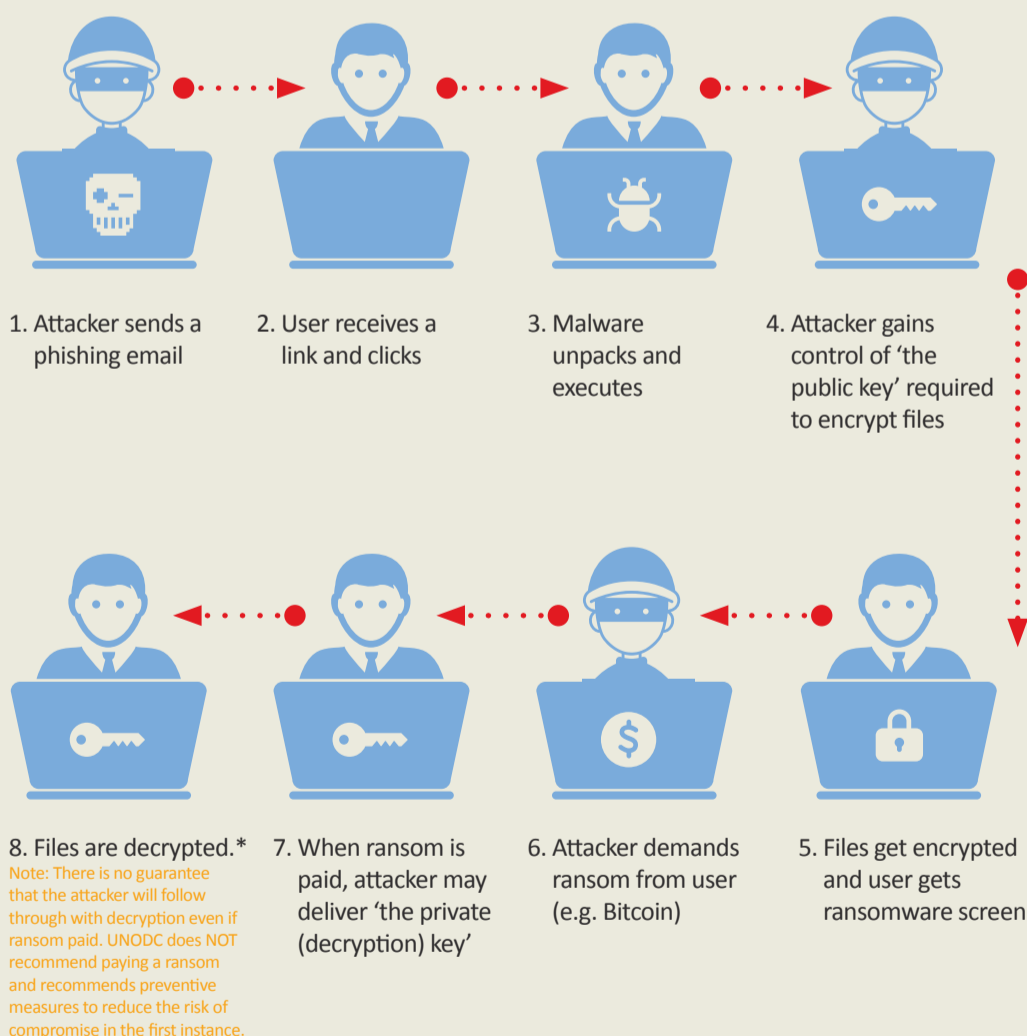 1. Attacker sends a
phishing email
2. User receives a
link and clicks
3. Malware
unpacks and
executes
4. Attacker gains
control of ‘the
public key’ required
to encrypt files
$
8. Files are decrypted.*
Note: There is no guarantee
that the attacker will follow
through with decryption even if
ransom paid. UNODC does NOT
recommend paying a ransom
and recommends preventive
measures to reduce the risk of
compromise in the first instance.
7. When ransom is
paid, attacker may
deliver ‘the private
(decryption) key’
6. Attacker demands
ransom from user
(e.g. Bitcoin)
5. Files get encrypted
and user gets
ransomware screen